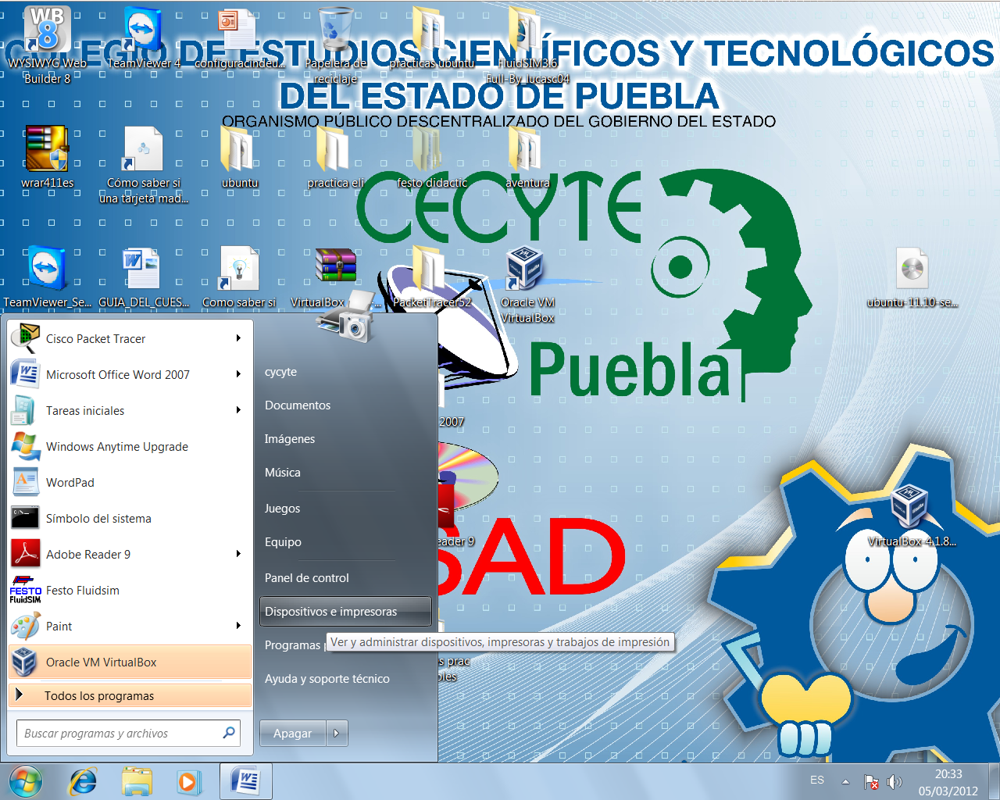 COLEGIO DE ESTUDIOS CIENTÍFICOS Y TECNOLÓGICOS
DEL ESTADO DE PUEBLA
ORGANISMO PÚBLICO DESCENTRALIZADO DEL GOBIERNO DEL ESTADO
WB
8
WYSIWYG Web
Builder 8
TeamViewer 4
configuracindeu...
Papelera de
reciclaje
practicas ubuntu
FluidSIM3.6
Full-By_lucasc04
wrar411es
Cómo saber si
una tarjeta mad...
ubuntu
practica eli
festo didactic
aventura
CECYTE
Puebla
TeamViewer_Se...
GUIA_DEL_CUES...
Como saber si
VirtualBox
PacketTracer52
Oracle VM
VirtualBox
ubuntu-11.10-se...
2007
eader 9
SAD
s prac
oles
VirtualBox-4.1.8...
Cisco Packet Tracer
Microsoft Office Word 2007
Tareas iniciales
Windows Anytime Upgrade
WordPad
Símbolo del sistema
Adobe Reader 9
FESTO
FluidSIM
Festo Fluidsim
Paint
Oracle VM VirtualBox
Todos los programas
Buscar programas y archivos
cycyte
Documentos
Imágenes
Música
Juegos
Equipo
Panel de control
Dispositivos e impresoras
Programas p
Ver y administrar dispositivos, impresoras y trabajos de impresión
Ayuda y soporte técnico
Apagar
ES
20:33
05/03/2012